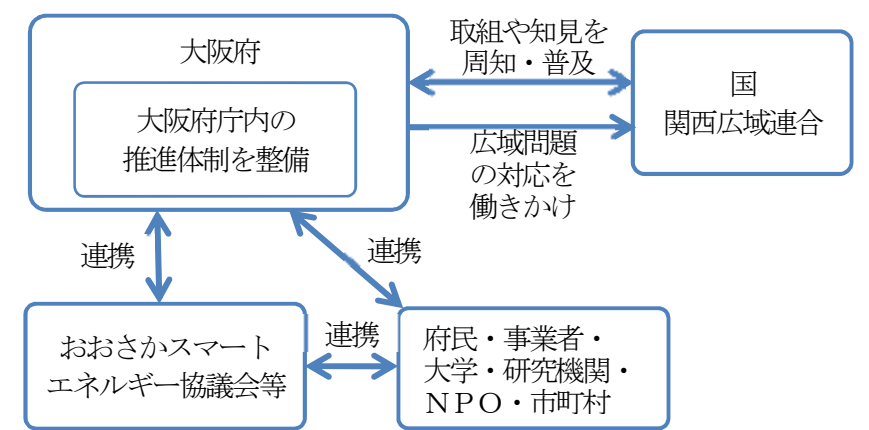 大阪府
大阪府庁内の
推進体制を整備
取組や知見を
周知・普及
広域問題
の対応を
働きかけ
国
関西広域連合
連携
連携
おおさかスマート
エネルギー協議会等
連携
府民・事業者・
大学・研究機関・
ＮＰＯ・市町村